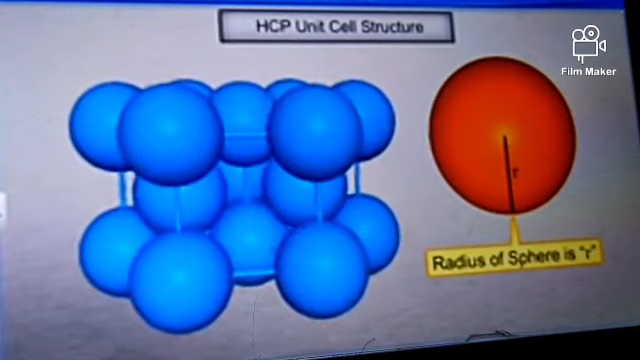 HCP Unit Cell Structure
Film Maker
r
Radius of Sphere is "r"